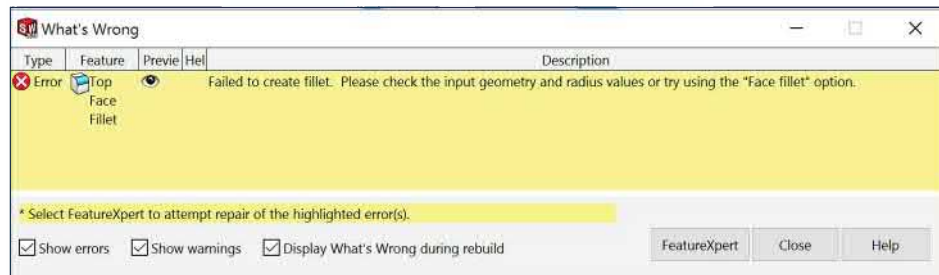 What's Wrong
Type Feature Previe Hel Description
Error Top Failed to create fillet. Please check the input geometry and radius values or try using the "Face fillet" option.
Face
Fillet
* Select FeatureXpert to attempt repair of the highlighted error(s).
Show errors Show warnings Display What's Wrong during rebuild FeatureXpert Close Help